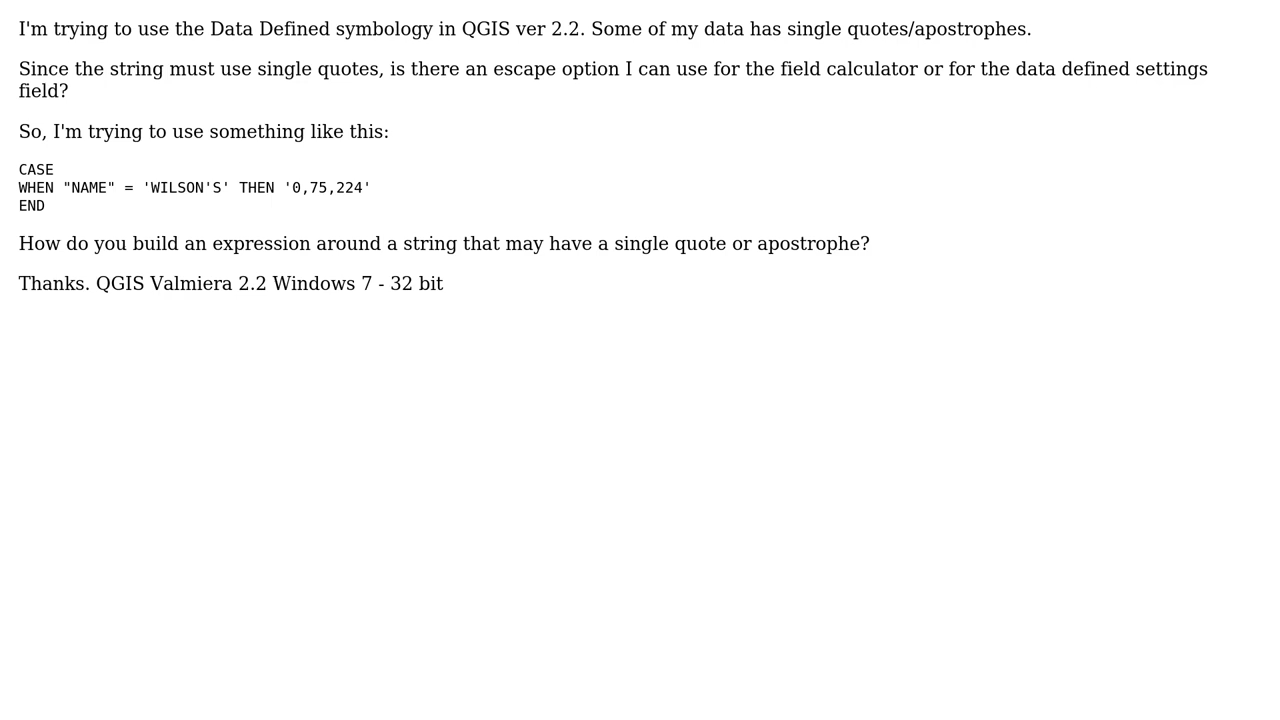 I'm trying to use the Data Defined symbology in QGIS ver 2.2. Some of my data has single quotes/apostrophes.
Since the string must use single quotes, is there an escape option I can use for the field calculator or for the data defined settings
field?
So, I'm trying to use something like this:
CASE
WHEN "NAME" = 'WILSON'S' THEN '0,75,224'
END
How do you build an expression around a string that may have a single quote or apostrophe?
Thanks. QGIS Valmiera 2.2 Windows 7 - 32 bit